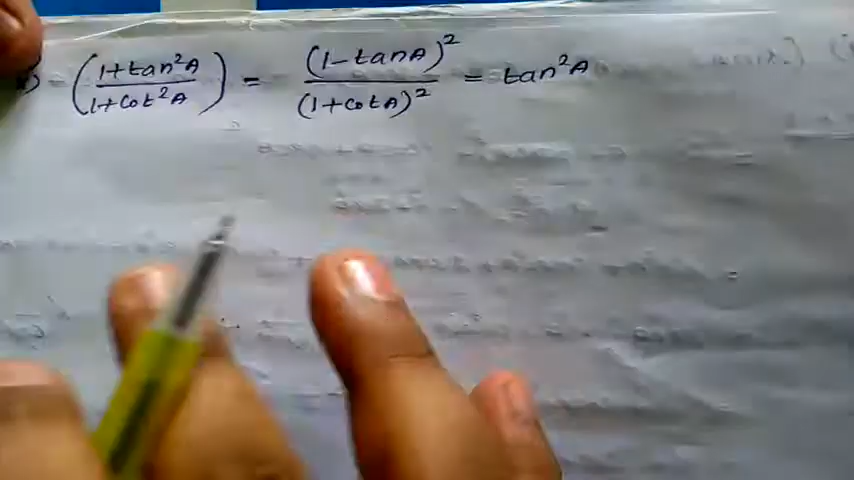 ) (1+tan²A / 1+cot²A) = (1-tanA)² / (1+cotA)² = tan²A